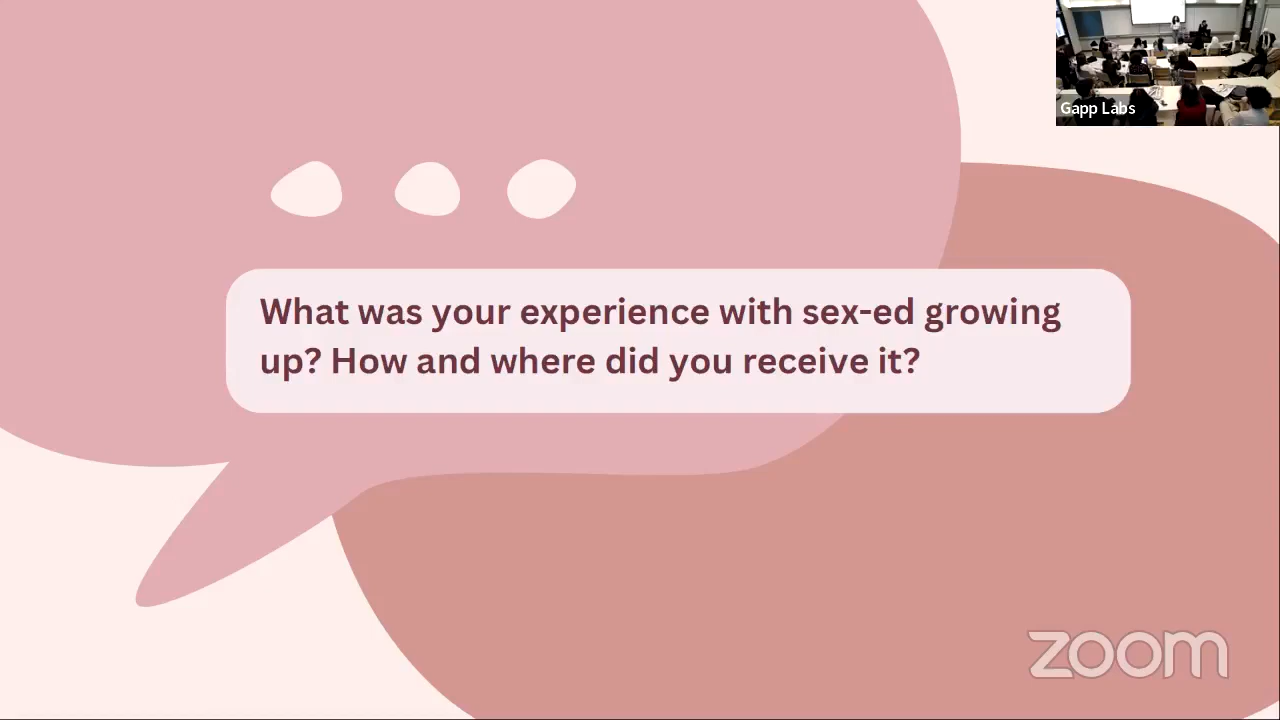 Gapp Labs
What was your experience with sex-ed growing
up? How and where did you receive it?
zoom